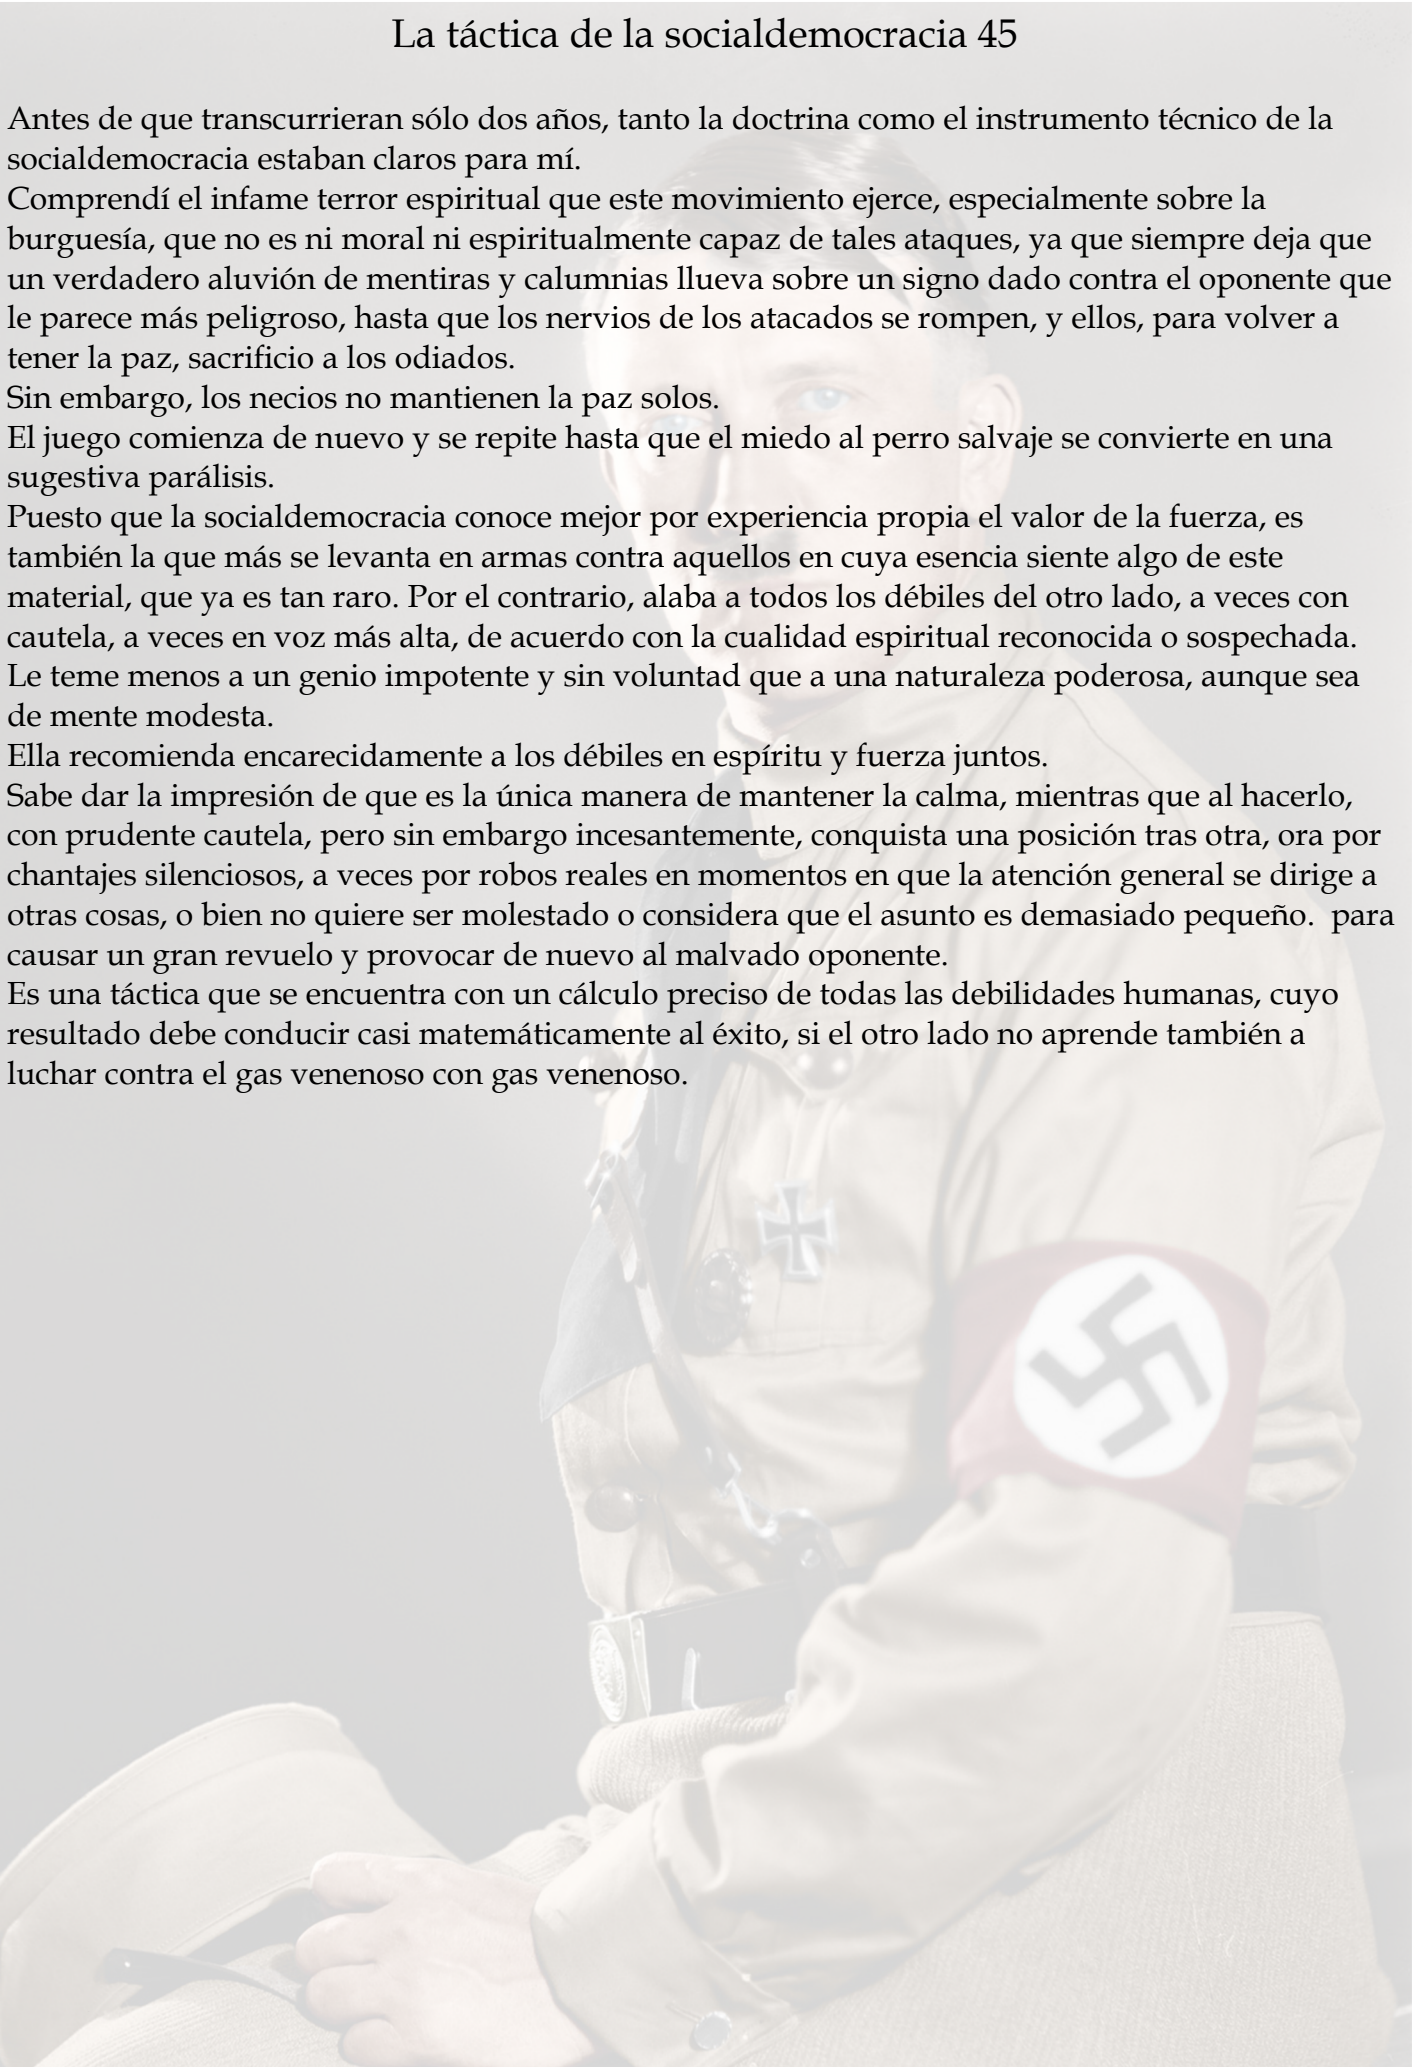 La táctica de la socialdemocracia 45
Antes de que transcurrieran sólo dos años, tanto la doctrina como el instrumento técnico de la
socialdemocracia estaban claros para mí.
Comprendí el infame terror espiritual que este movimiento ejerce, especialmente sobre la
burguesía, que no es ni moral ni espiritualmente capaz de tales ataques, ya que siempre deja que
un verdadero aluvión de mentiras y calumnias llueva sobre un signo dado contra el oponente que
le parece más peligroso, hasta que los nervios de los atacados se rompen, y ellos, para volver a
tener la paz, sacrificio a los odiados.
Sin embargo, los necios no mantienen la paz solos.
El juego comienza de nuevo y se repite hasta que el miedo al perro salvaje se convierte en una
sugestiva parálisis.
Puesto que la socialdemocracia conoce mejor por experiencia propia el valor de la fuerza, es
también la que más se levanta en armas contra aquellos en cuya esencia siente algo de este
material, que ya es tan raro. Por el contrario, alaba a todos los débiles del otro lado, a veces con
cautela, a veces en voz más alta, de acuerdo con la cualidad espiritual reconocida o sospechada.
Le teme menos a un genio impotente y sin voluntad que a una naturaleza poderosa, aunque sea
de mente modesta.
Ella recomienda encarecidamente a los débiles en espíritu y fuerza juntos.
Sabe dar la impresión de que es la única manera de mantener la calma, mientras que al hacerlo,
con prudente cautela, pero sin embargo incesantemente, conquista una posición tras otra, ora por
chantajes silenciosos, a veces por robos reales en momentos en que la atención general se dirige a
otras cosas, o bien no quiere ser molestado o considera que el asunto es demasiado pequeño.  para
causar un gran revuelo y provocar de nuevo al malvado oponente.
Es una táctica que se encuentra con un cálculo preciso de todas las debilidades humanas, cuyo
resultado debe conducir casi matemáticamente al éxito, si el otro lado no aprende también a
luchar contra el gas venenoso con gas venenoso.